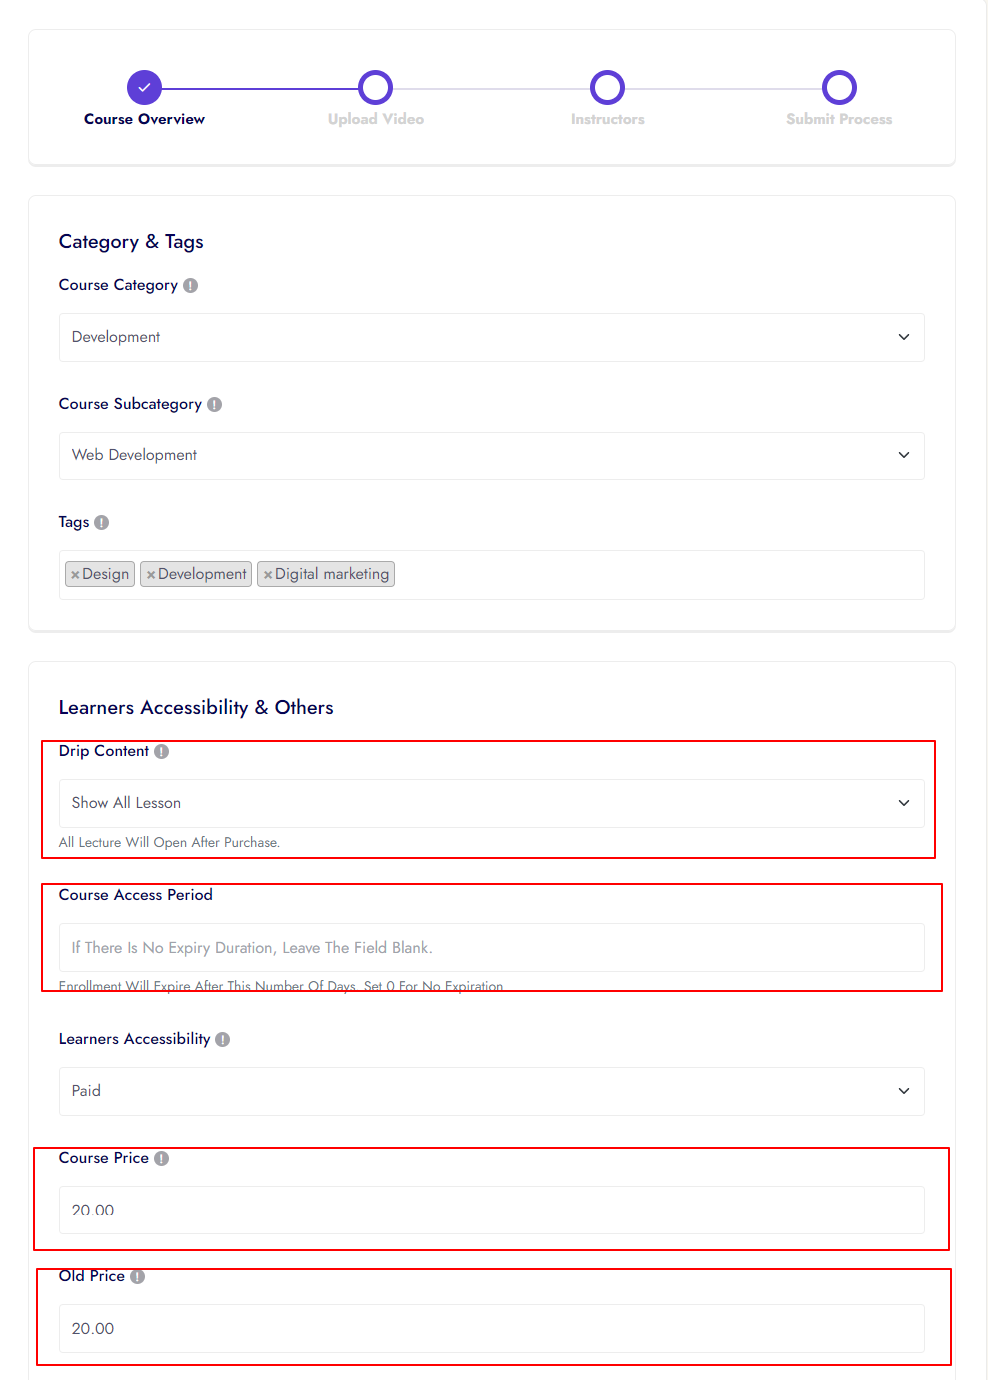 Course Overview
Upload Video
Instructors
Submit Process
Category & Tags
Course Category
Development
Course Subcategory
Web Development
Tags
×Design ×Development ×Digital marketing
Learners Accessibility & Others
Drip Content
Show All Lesson
All Lecture Will Open After Purchase.
Course Access Period
If There Is No Expiry Duration, Leave The Field Blank.
Enrollment Will Expire After This Number Of Days. Set 0 For No Expiration
Learners Accessibility
Paid
Course Price
20.00
Old Price
20.00